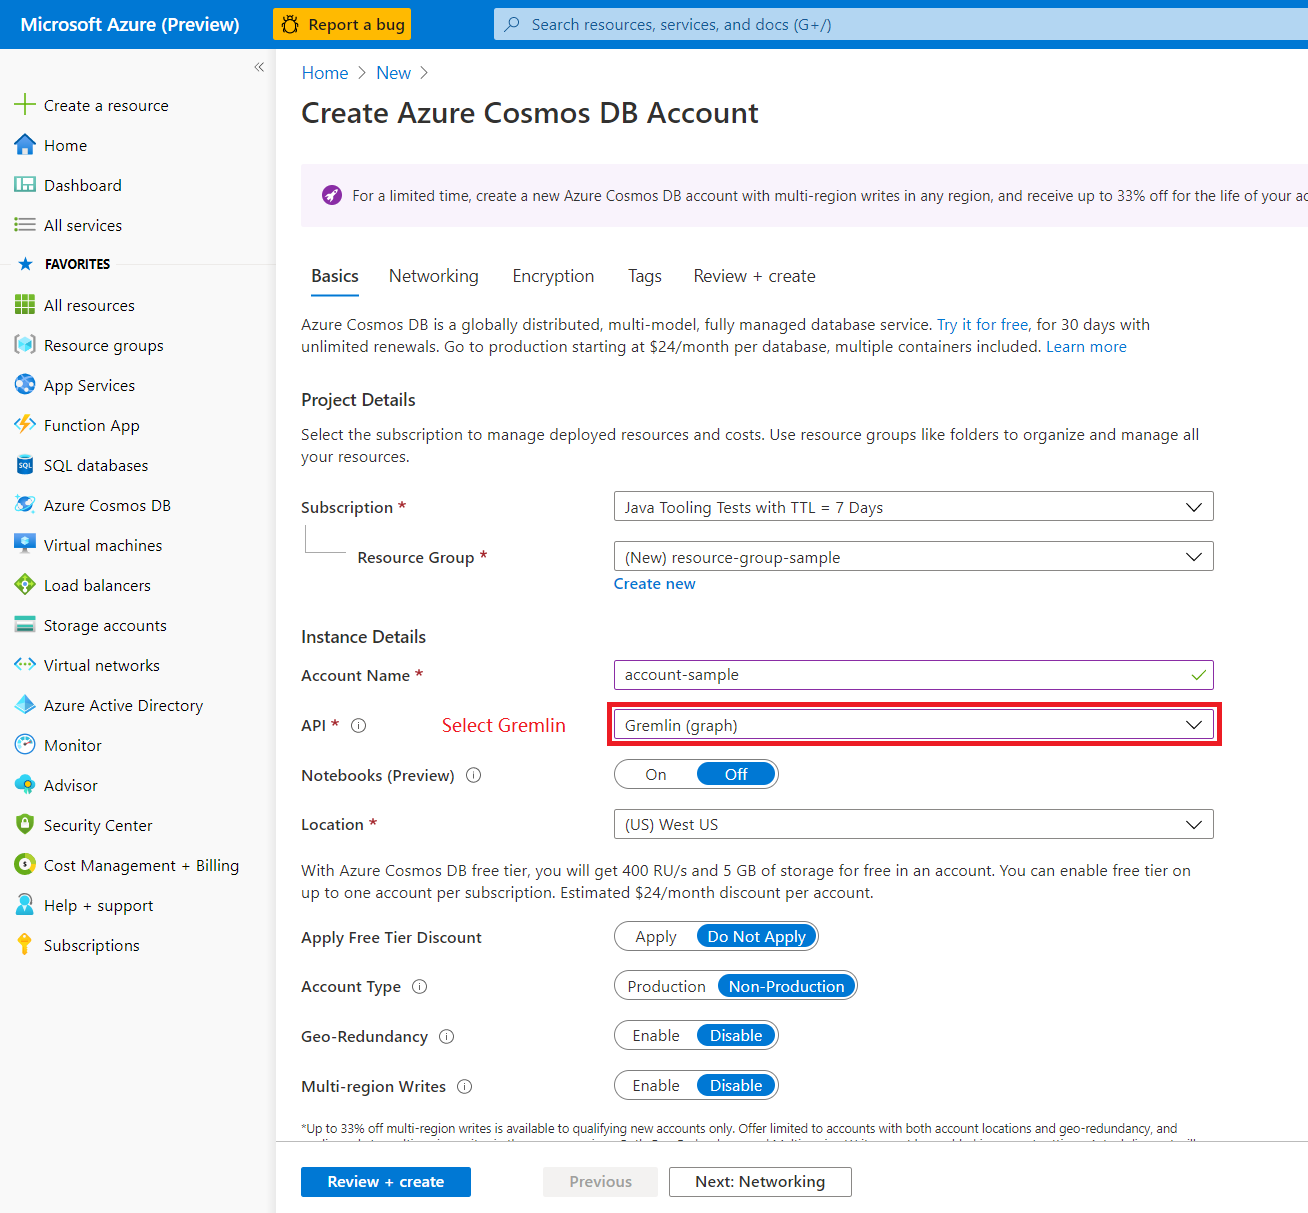 Microsoft Azure (Preview)
Report a bug
Search resources, services, and docs (G+/)
«
Create a resource
Home
Dashboard
All services
FAVORITES
All resources
Resource groups
App Services
Function App
SQL databases
Azure Cosmos DB
Virtual machines
Load balancers
Storage accounts
Virtual networks
Azure Active Directory
Monitor
Advisor
Security Center
Cost Management + Billing
Help + support
Subscriptions
Home > New >
Create Azure Cosmos DB Account
For a limited time, create a new Azure Cosmos DB account with multi-region writes in any region, and receive up to 33% off for the life of your
Basics Networking Encryption Tags Review + create
Azure Cosmos DB is a globally distributed, multi-model, fully managed database service. Try it for free, for 30 days with
unlimited renewals. Go to production starting at $24/month per database, multiple containers included. Learn more
Project Details
Select the subscription to manage deployed resources and costs. Use resource groups like folders to organize and manage all
your resources.
Subscription * Java Tooling Tests with TTL = 7 Days
Resource Group * (New) resource-group-sample
Create new
Instance Details
Account Name * account-sample
API * Select Gremlin Gremlin (graph)
Notebooks (Preview) On Off
Location * (US) West US
With Azure Cosmos DB free tier, you will get 400 RU/s and 5 GB of storage for free in an account. You can enable free tier on
up to one account per subscription. Estimated $24/month discount per account.
Apply Free Tier Discount Apply Do Not Apply
Account Type Production Non-Production
Geo-Redundancy Enable Disable
Multi-region Writes Enable Disable
*Up to 33% off multi-region writes is available to qualifying new accounts only. Offer limited to accounts with both account locations and geo-redundancy, and
Review + create Previous Next: Networking